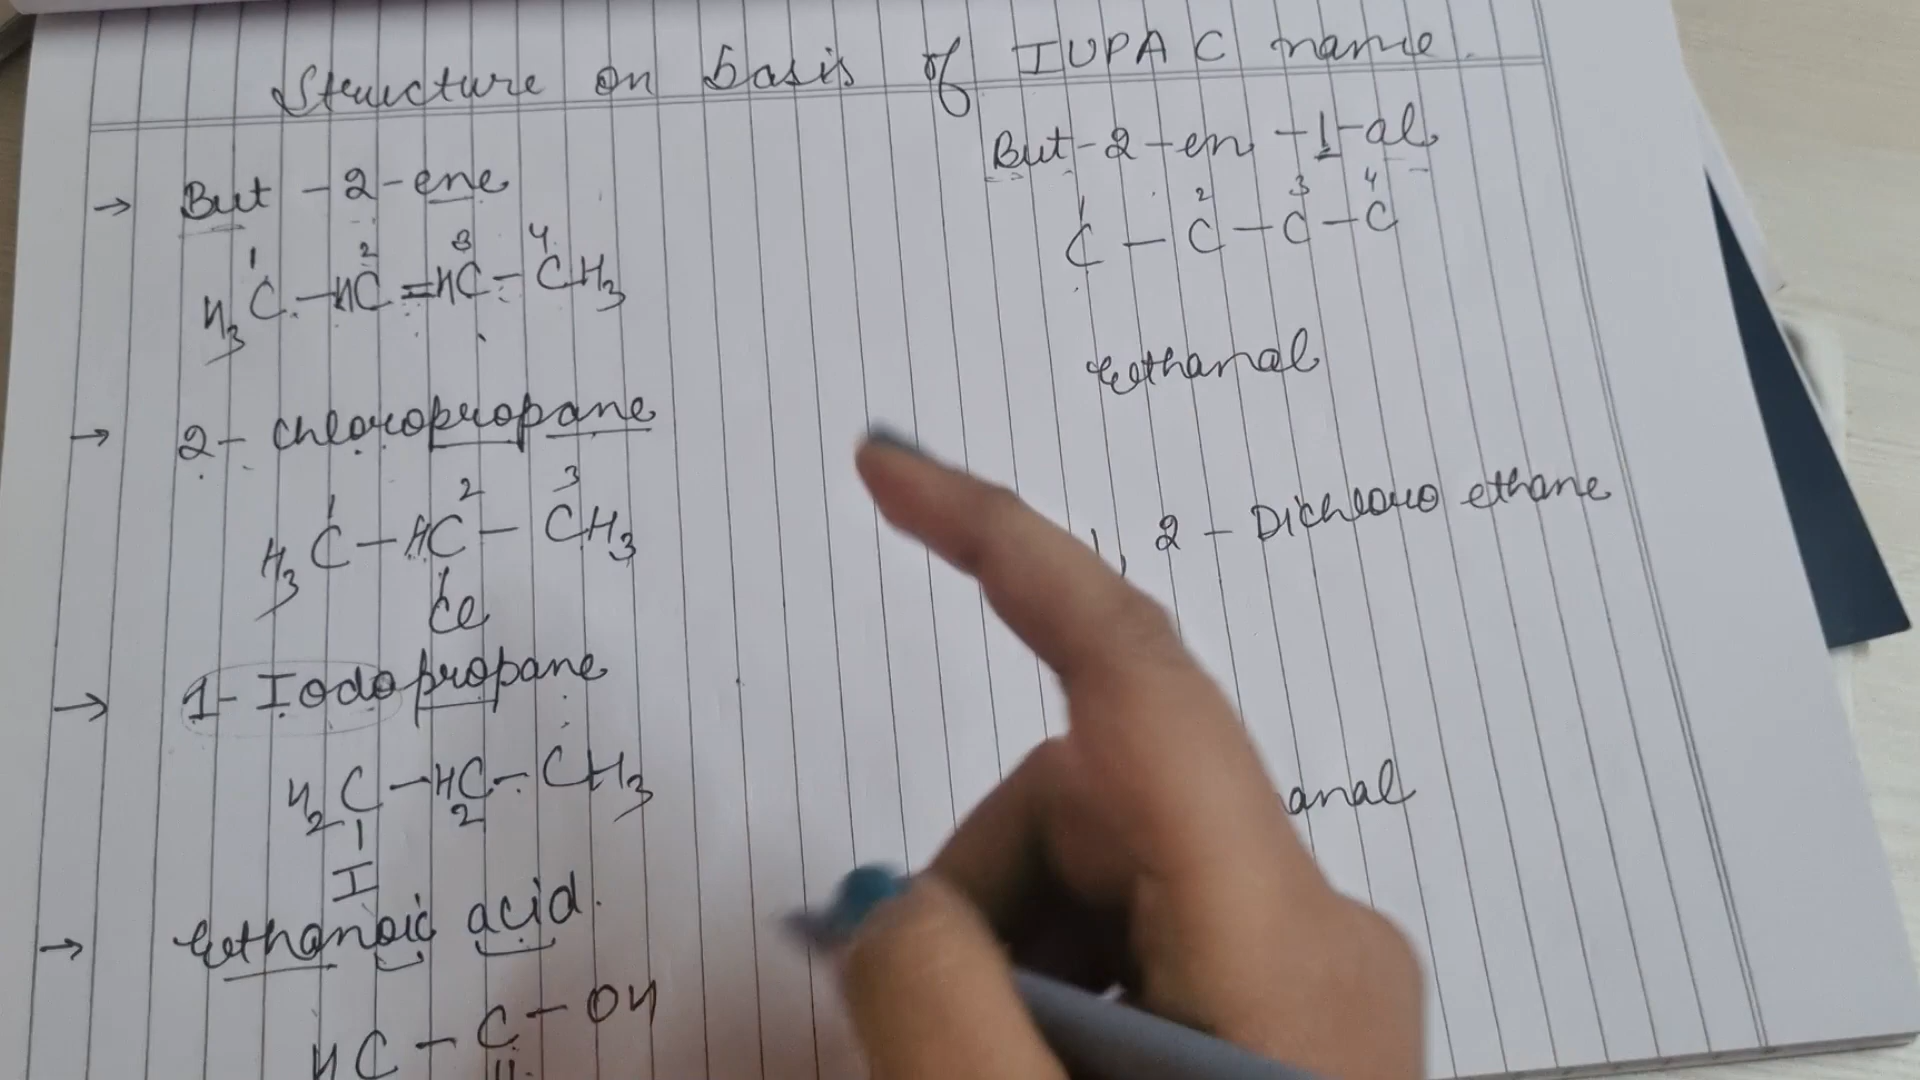 Structure on basis of IUPAC name.
→ But-2-ene
1 2 3 4
H3C-HC=HC-CH3
→ 2-chloropropane
1 2 3
H3C-HC-CH3
Cl
→ 1-Iodopropane
H2C-HC-CH3
2
I
→ Ethanoic acid.
HC-C-OH
But-2-en-1-al
1 2 3 4
C-C-C-C
Ethanal
1, 2-Dichloro ethane
anal